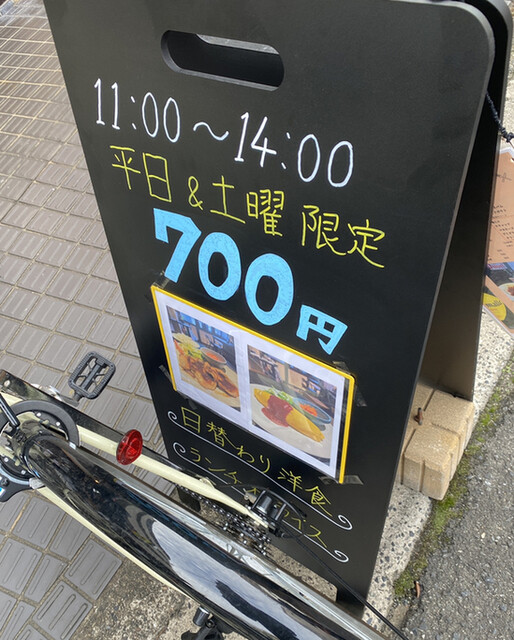 11:00～14:00
平日&土曜 限定
700円
日替わり洋食
ランチ